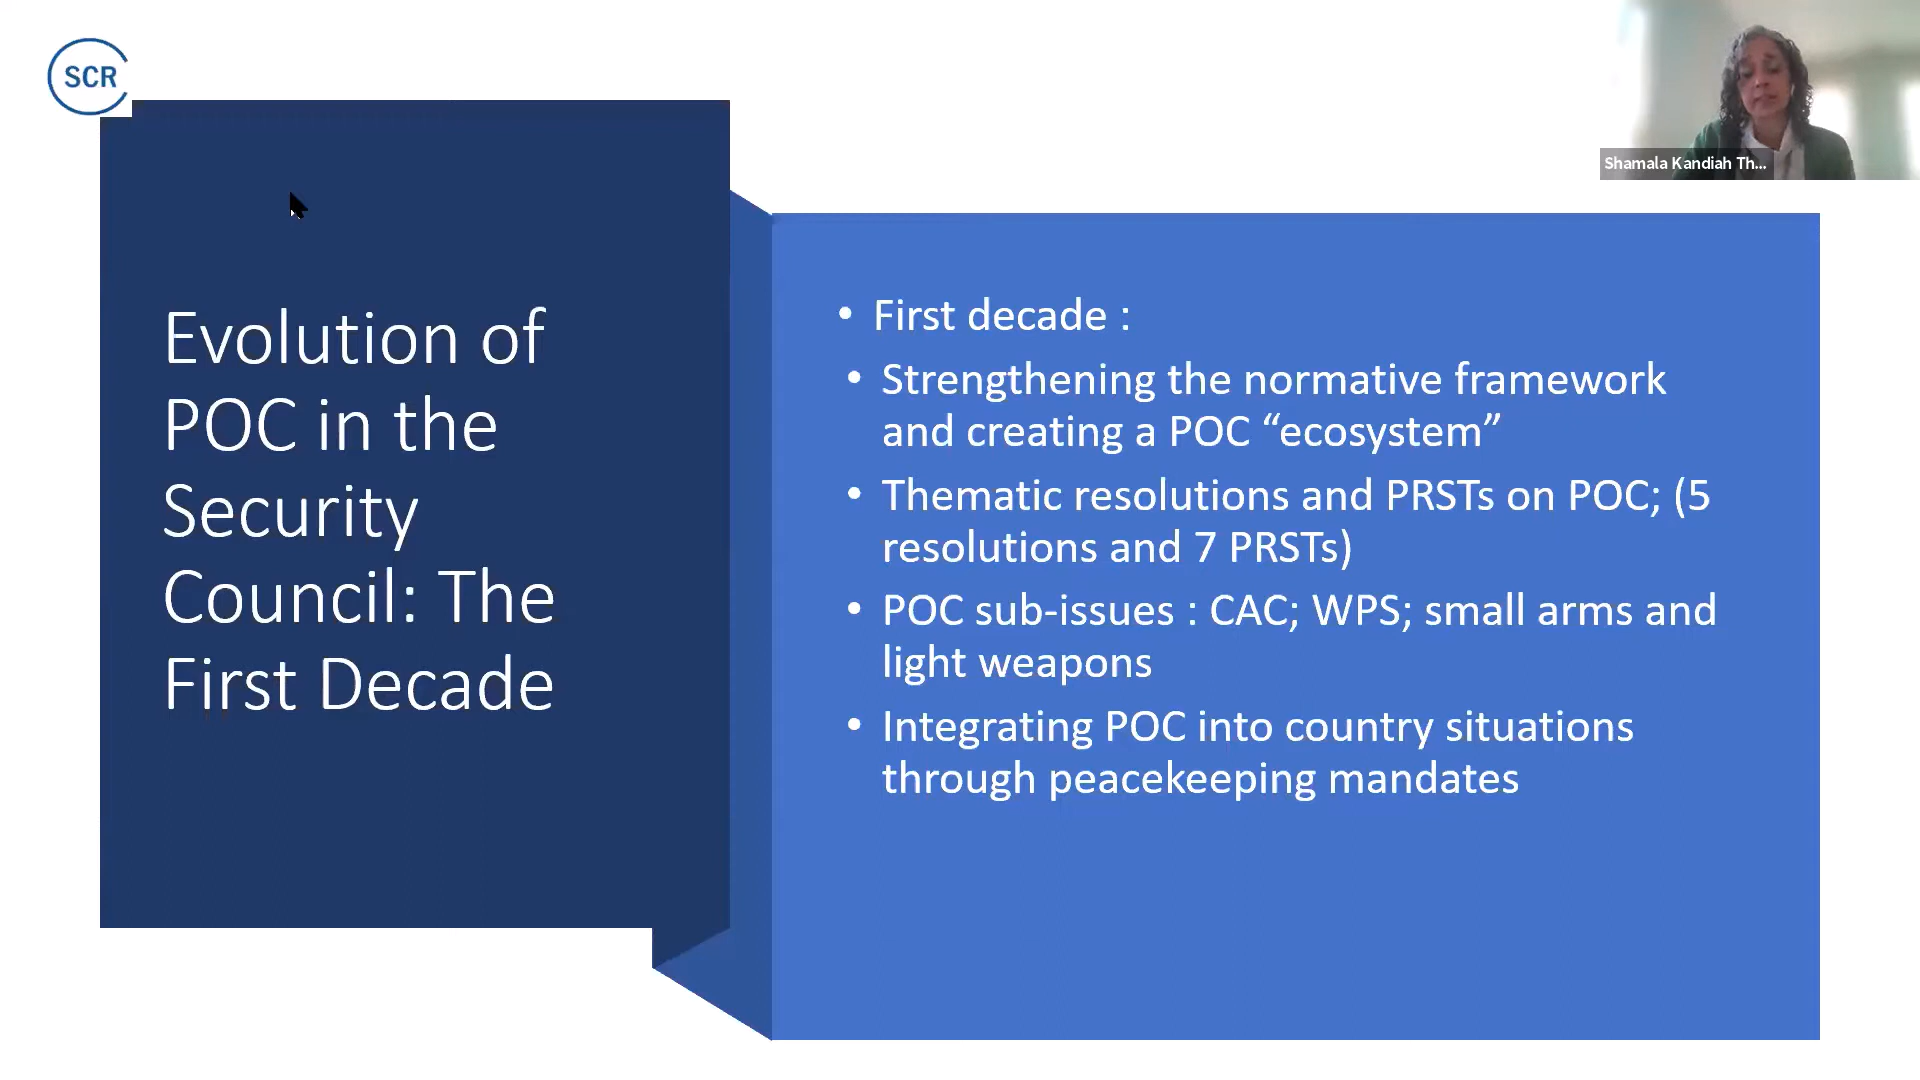 SCR
Shamala Kandiah Th...
Evolution of
POC in the
Security
Council: The
First Decade
• First decade :
• Strengthening the normative framework
and creating a POC “ecosystem”
• Thematic resolutions and PRSTs on POC; (5
resolutions and 7 PRSTs)
• POC sub-issues : CAC; WPS; small arms and
light weapons
• Integrating POC into country situations
through peacekeeping mandates